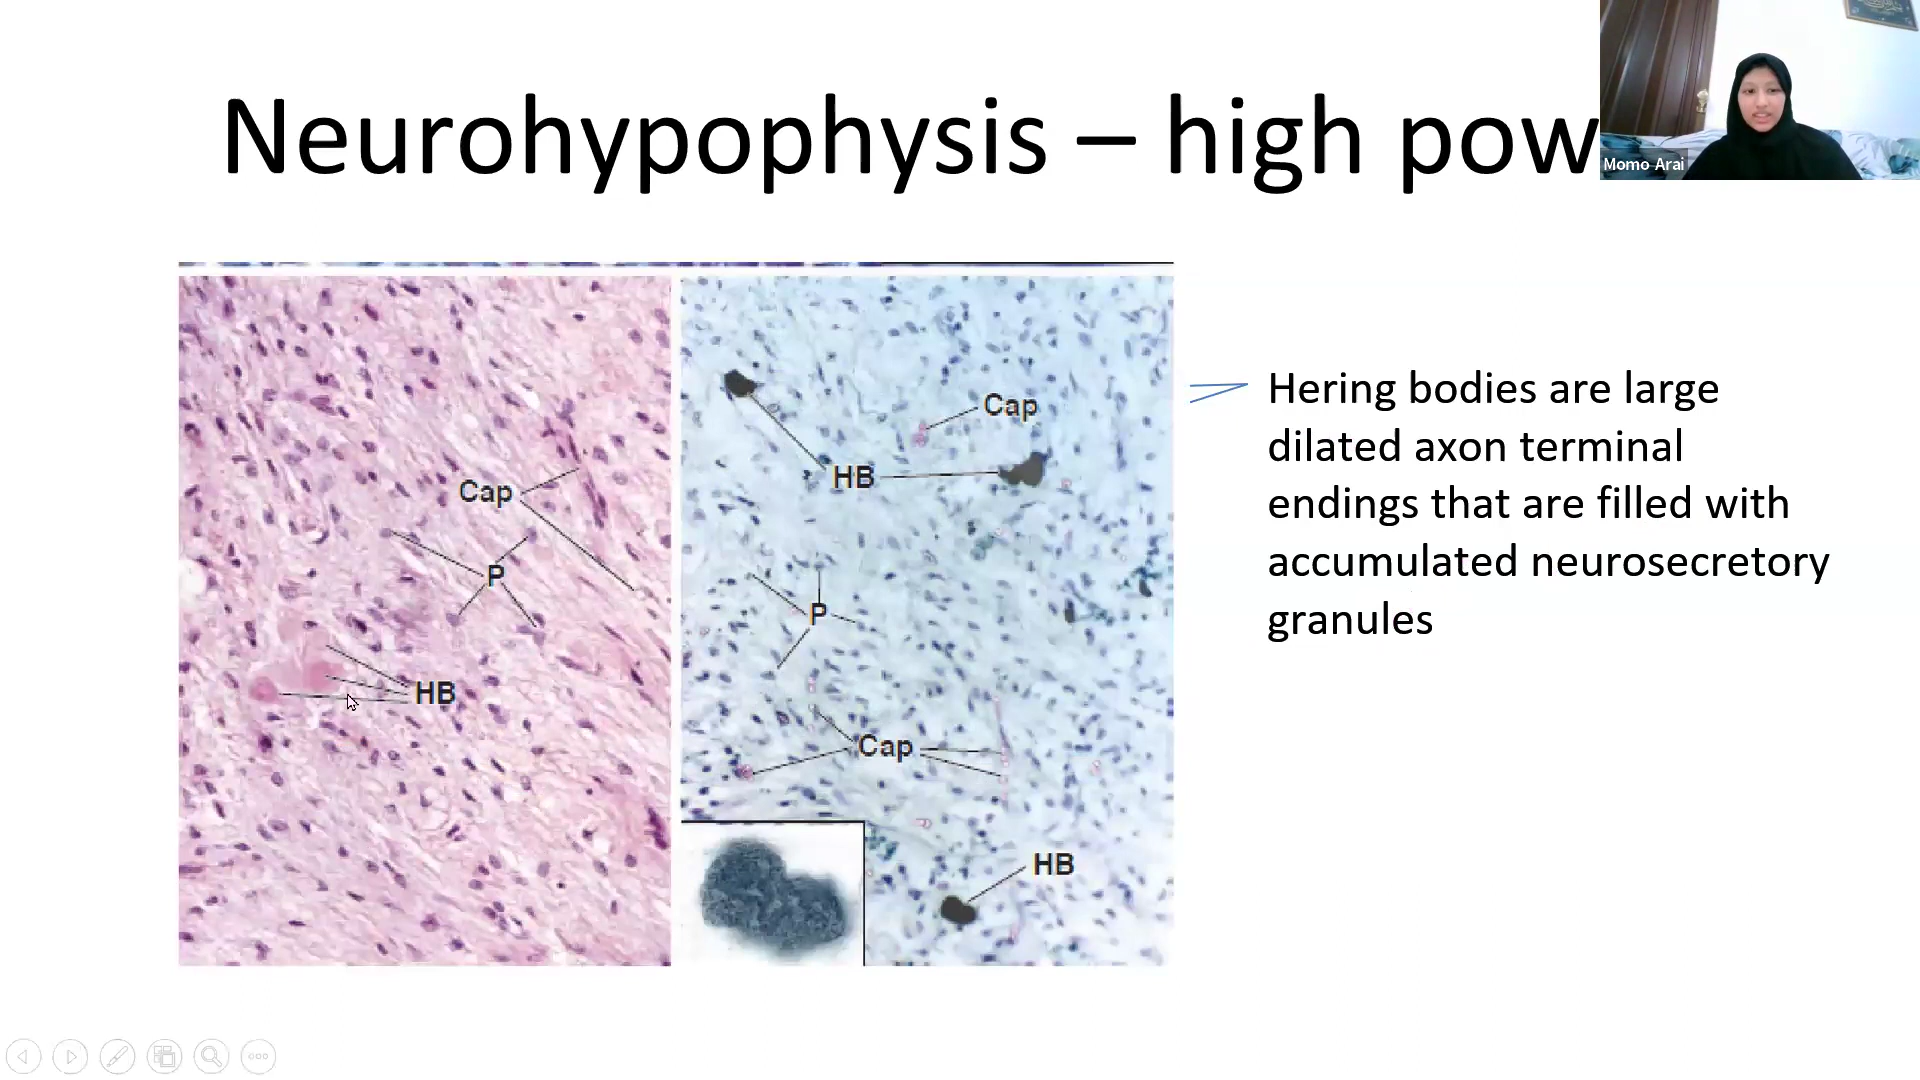 Neurohypophysis – high pow
Momo Arai
Cap
P
HB
Cap
HB
P
Cap
HB
Hering bodies are large
dilated axon terminal
endings that are filled with
accumulated neurosecretory
granules